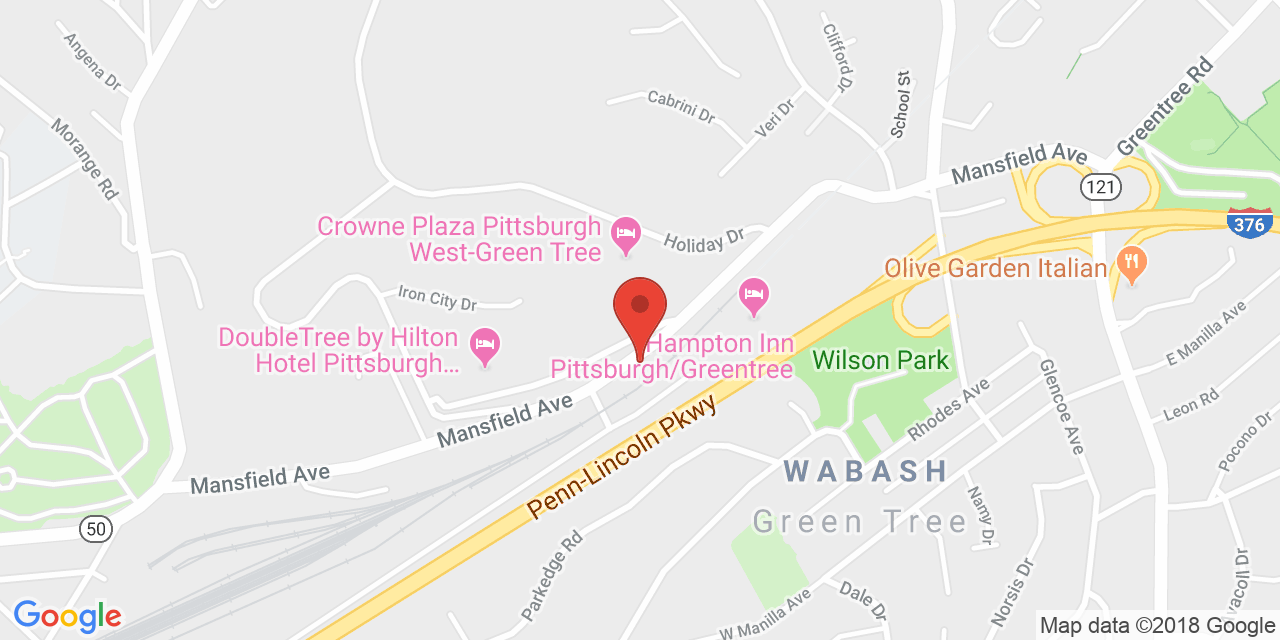 Angena Dr
Clifford Dr
Greentree Rd
School St
Cabrini Dr
Veri Dr
Morange Rd
Mansfield Ave
121
376
Crowne Plaza Pittsburgh
West-Green Tree
Holiday Dr
Olive Garden Italian
Iron City Dr
DoubleTree by Hilton
Hotel Pittsburgh...
Hampton Inn
Pittsburgh/Greentree
Wilson Park
E Manilla Ave
Glencoe Ave
Rhodes Ave
Leon Rd
Mansfield Ave
Penn-Lincoln Pkwy
Pocono Dr
Mansfield Ave
WABASH
Green Tree
50
Namy Dr
Parkedge Rd
Norsis Dr
W Manilla Ave
Dale Dr
Google
Map data ©2018 Google